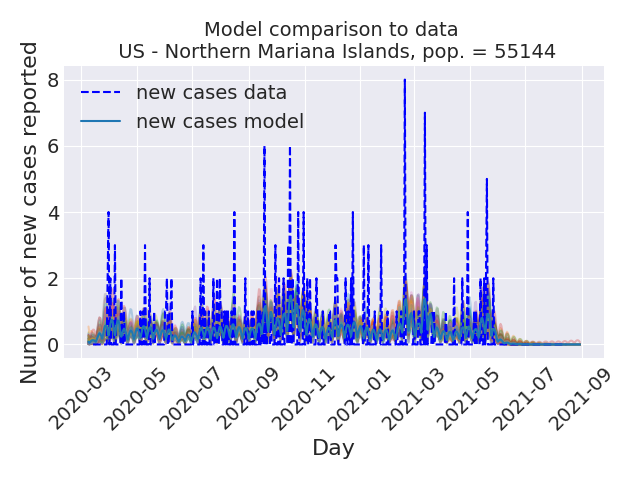 Model comparison to data
US - Northern Mariana Islands, pop. = 55144
Number of new cases reported
8
6
4
2
0
new cases data
new cases model
2020-03
2020-05
2020-07
2020-09
2020-11
2021-01
2021-03
2021-05
2021-07
2021-09
Day